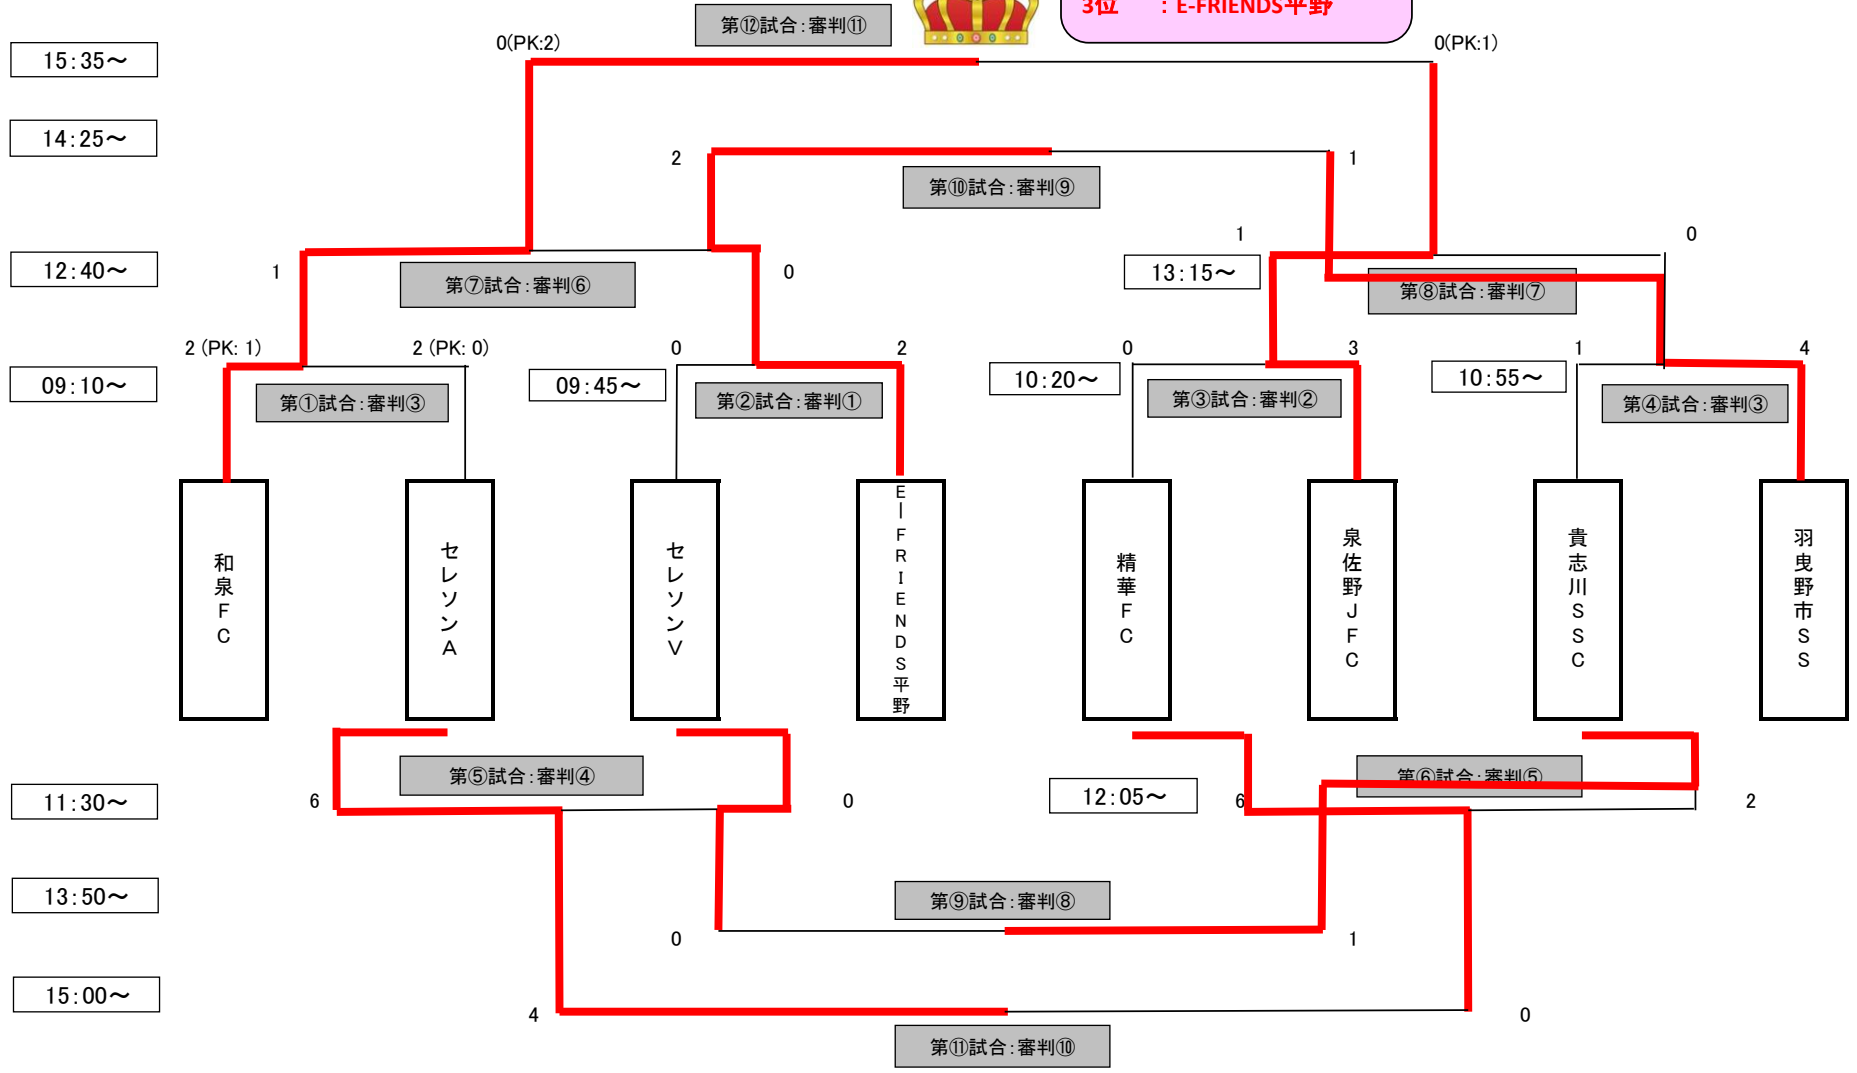 3位 : E-FRIENDS平野
第⑫試合:審判⑪
0(PK:2)
0(PK:1)
15:35～
14:25～
2
1
第⑩試合:審判⑨
1
0
12:40～
1
第⑦試合:審判⑥
0
13:15～
第⑧試合:審判⑦
2 (PK: 1)
2 (PK: 0)
0
2
0
3
1
4
09:10～
第①試合:審判③
09:45～
第②試合:審判①
10:20～
第③試合:審判②
10:55～
第④試合:審判③
和泉FC
セレソンA
セレソンV
E|FRIENDS平野
精華FC
泉佐野JFC
貴志川SSC
羽曳野市SS
第⑤試合:審判④
第⑥試合:審判⑤
11:30～
6
0
12:05～
6
2
13:50～
第⑨試合:審判⑧
0
1
15:00～
4
0
第⑪試合:審判⑩